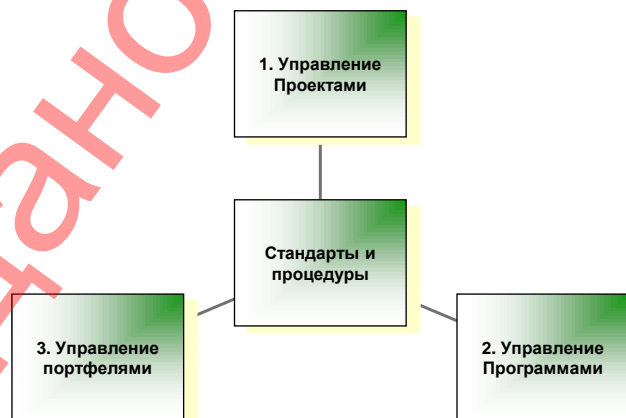 1. Управление
Проектами
Стандарты и
процедуры
3. Управление
портфелями
2. Управление
Программами